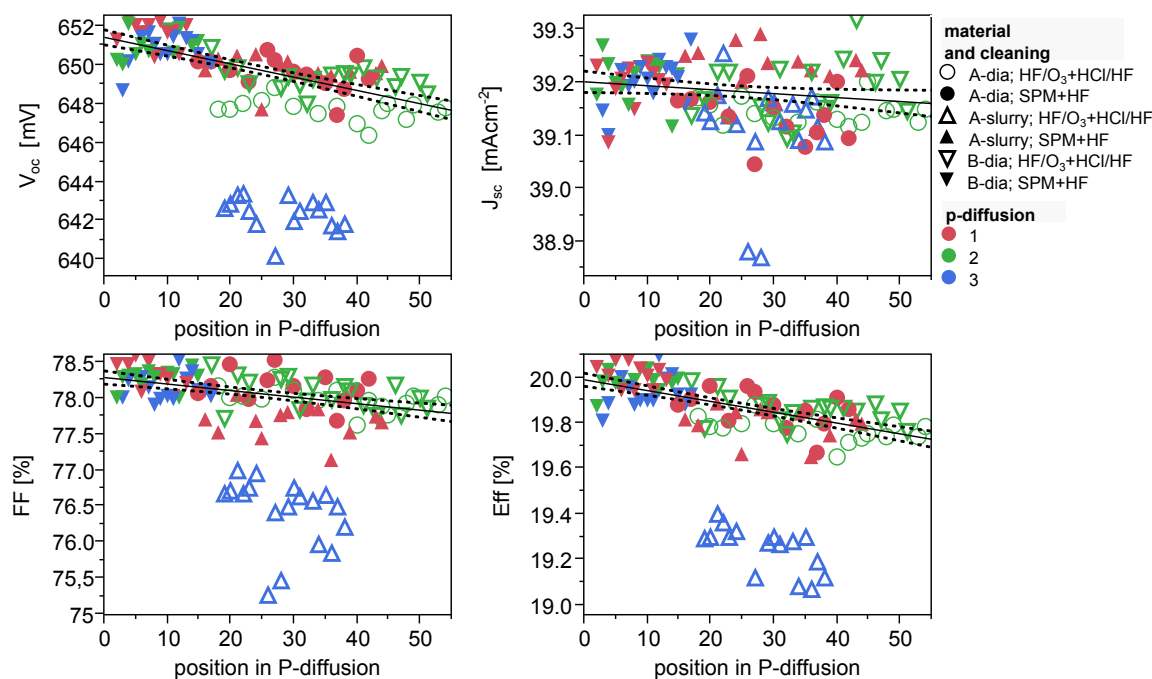 652
650
648
646
644
642
640
V_oc [mV]
0 10 20 30 40 50
position in P-diffusion
39.3
39.2
39.1
39.0
38.9
J_sc [mAcm⁻²]
0 10 20 30 40 50
position in P-diffusion
material
and cleaning
A-dia; HF/O₃+HCl/HF
A-dia; SPM+HF
A-slurry; HF/O₃+HCl/HF
A-slurry; SPM+HF
B-dia; HF/O₃+HCl/HF
B-dia; SPM+HF
p-diffusion
1
2
3
78.5
78.0
77.5
77.0
76.5
76.0
75,5
75
FF [%]
0 10 20 30 40 50
position in P-diffusion
20.0
19.8
19.6
19.4
19.2
19.0
Eff [%]
0 10 20 30 40 50
position in P-diffusion